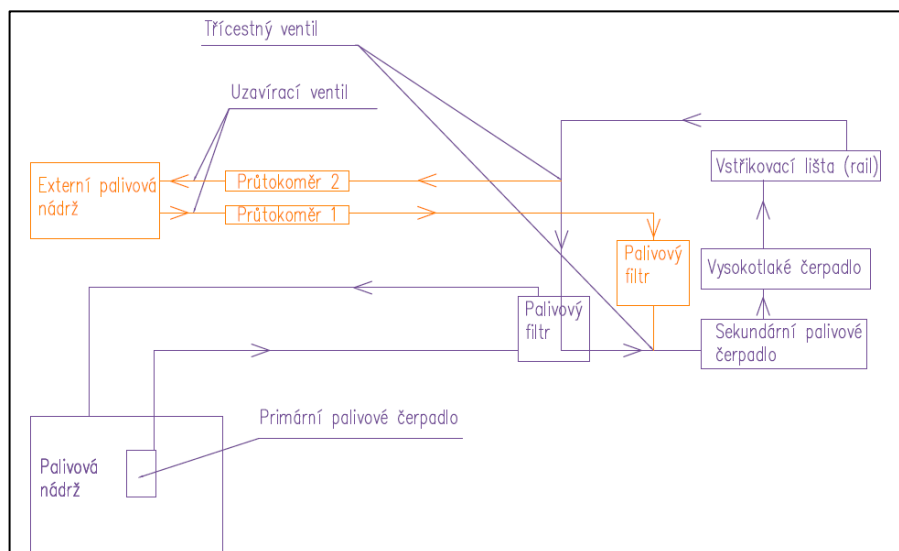 Třícestný ventil
Uzavírací ventil
Vstřikovací lišta (rail)
Externí palivová
nádrž
Průtokoměr 2
Průtokoměr 1
Palivový
filtr
Vysokotlaké čerpadlo
Palivový
filtr
Sekundární palivové
čerpadlo
Primární palivové čerpadlo
Palivová
nádrž